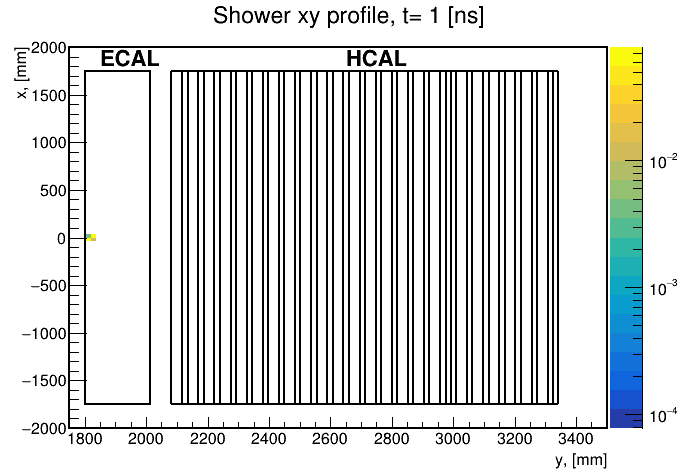 Shower xy profile, t= 1 [ns]
ECAL HCAL
x, [mm]
2000
1500
1000
500
0
−500
−1000
−1500
−2000
1800 2000 2200 2400 2600 2800 3000 3200 3400
y, [mm]
10⁻²
10⁻³
10⁻⁴